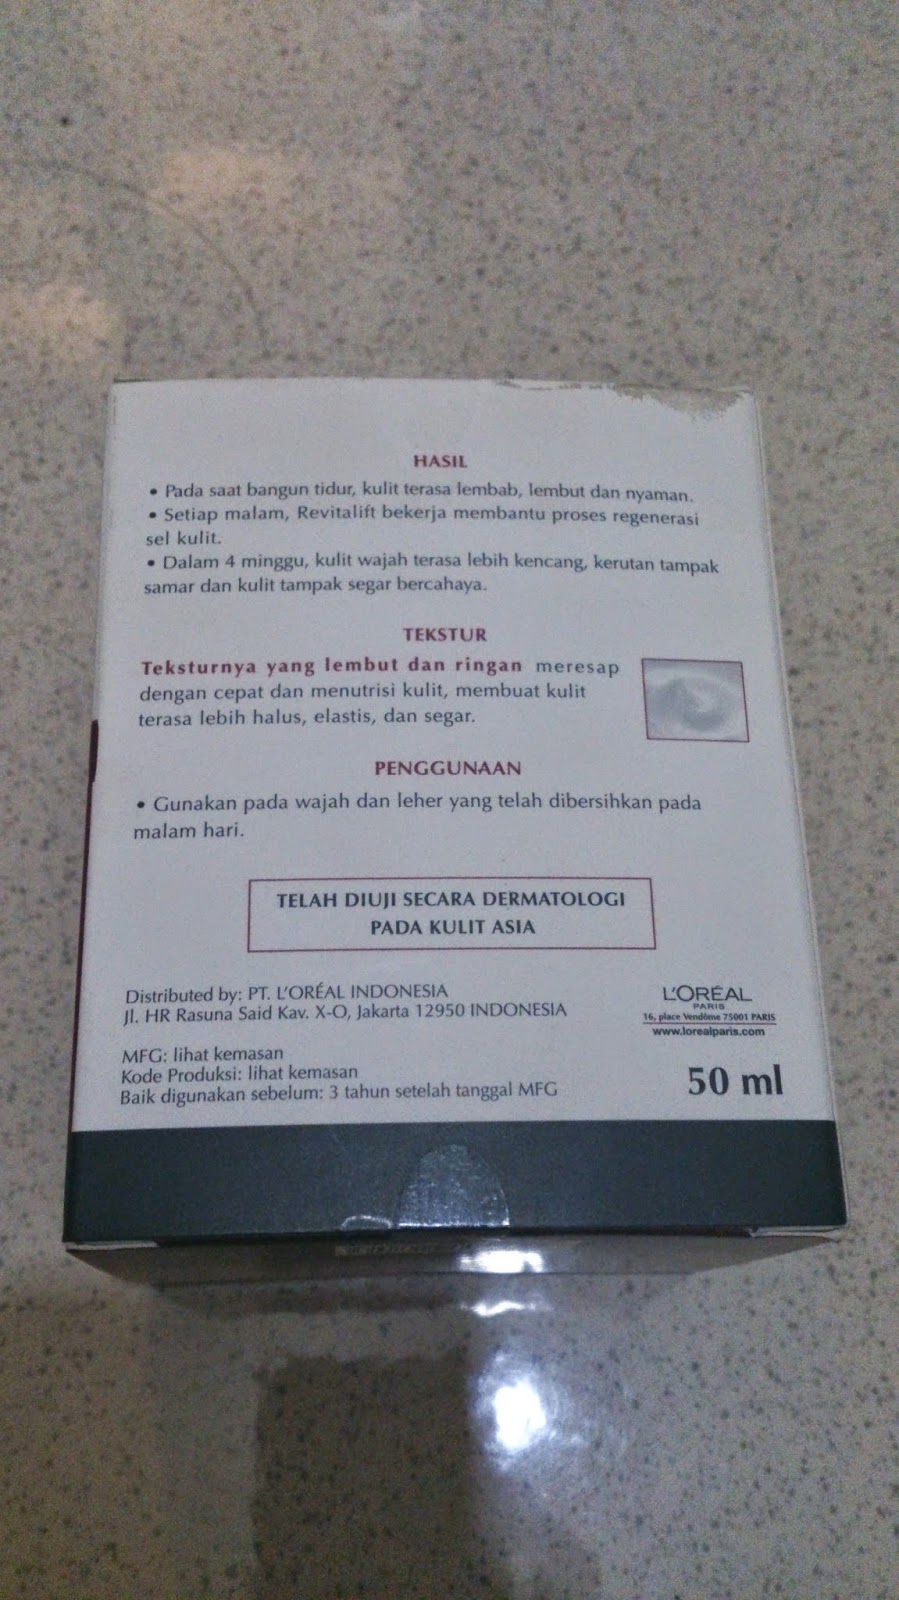 HASIL
• Pada saat bangun tidur, kulit terasa lembab, lembut dan nyaman.
• Setiap malam, Revitalift bekerja membantu proses regenerasi
sel kulit.
• Dalam 4 minggu, kulit wajah terasa lebih kencang, kerutan tampak
samar dan kulit tampak segar bercahaya.
TEKSTUR
Teksturnya yang lembut dan ringan meresap
dengan cepat dan menutrisi kulit, membuat kulit
terasa lebih halus, elastis, dan segar.
PENGGUNAAN
• Gunakan pada wajah dan leher yang telah dibersihkan pada
malam hari.
TELAH DIUJI SECARA DERMATOLOGI
PADA KULIT ASIA
Distributed by: PT. L'ORÉAL INDONESIA
Jl. HR Rasuna Said Kav. X-O, Jakarta 12950 INDONESIA
MFG: lihat kemasan
Kode Produksi: lihat kemasan
Baik digunakan sebelum: 3 tahun setelah tanggal MFG
L'ORÉAL
PARIS
16, place Vendôme 75001 PARIS
www.lorealparis.com
50 ml